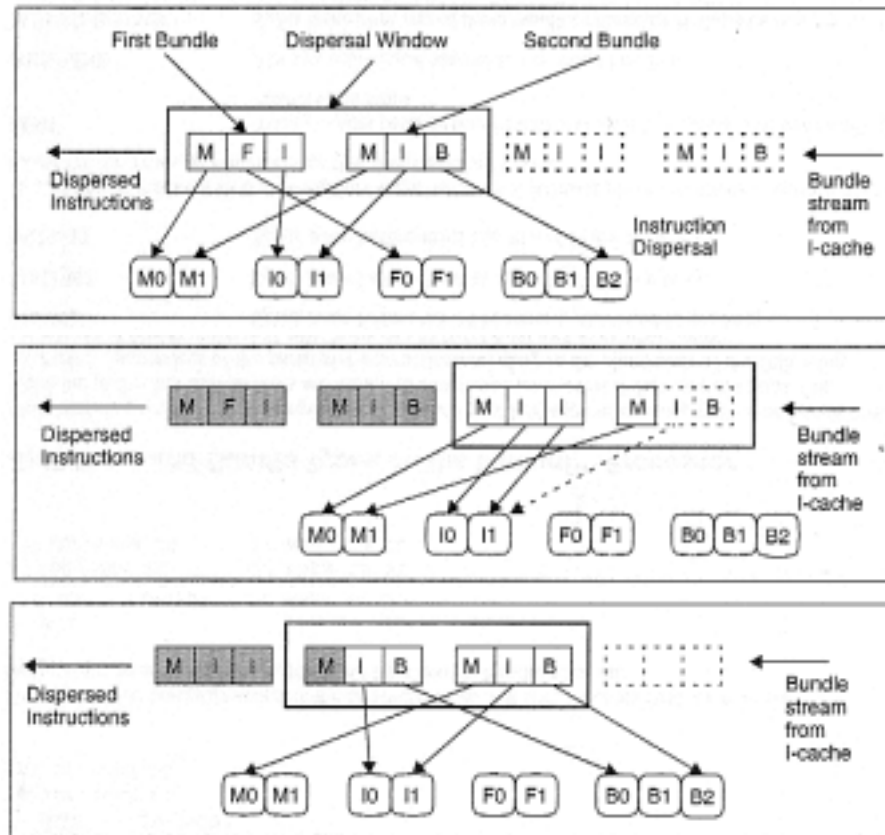 First Bundle Dispersal Window Second Bundle
M F I M I B M I I M I B
Dispersed
Instructions
Bundle
stream
from
I-cache
Instruction
Dispersal
M0 M1 I0 I1 F0 F1 B0 B1 B2
M F I M I B M I I M I B
Dispersed
Instructions
Bundle
stream
from
I-cache
M0 M1 I0 I1 F0 F1 B0 B1 B2
M I I M I B M I B
Dispersed
Instructions
Bundle
stream
from
I-cache
M0 M1 I0 I1 F0 F1 B0 B1 B2